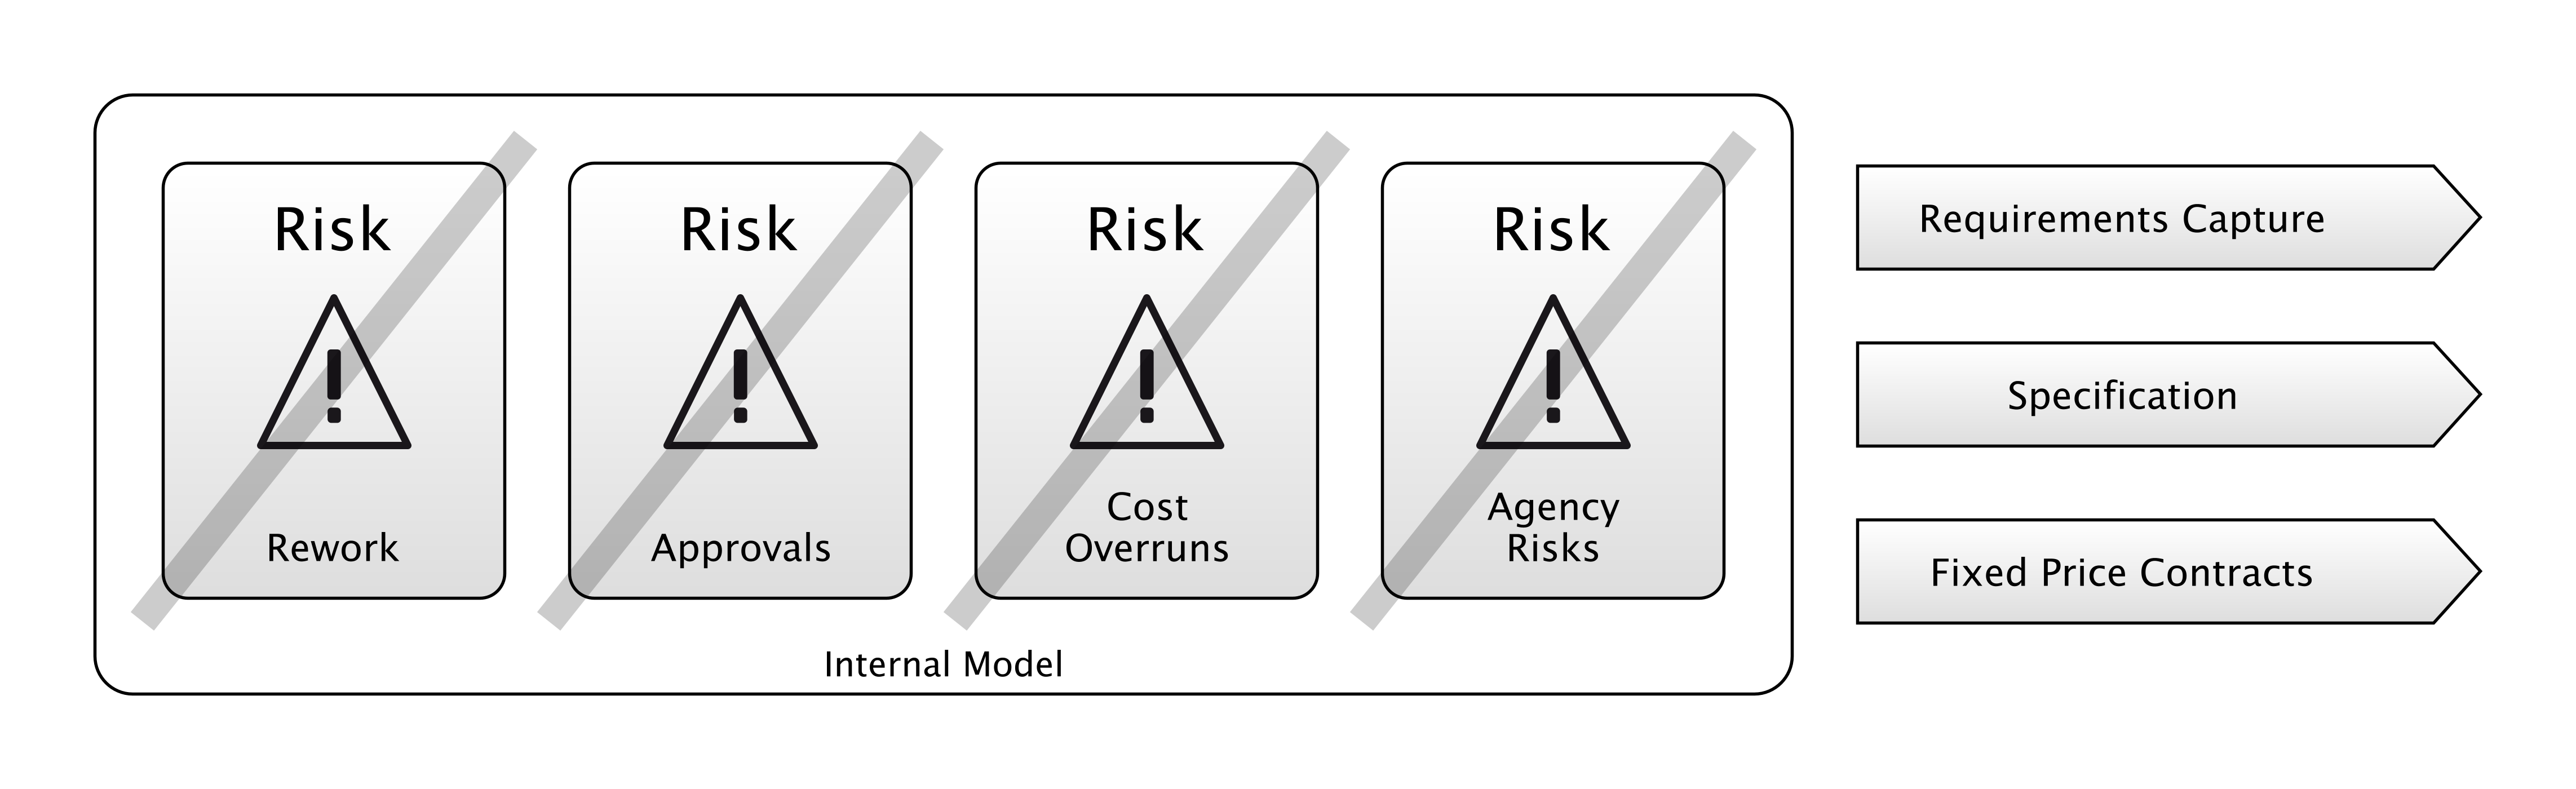 Risk
Rework
Risk
Approvals
Risk
Cost
Overruns
Risk
Agency
Risks
Internal Model
Requirements Capture
Specification
Fixed Price Contracts